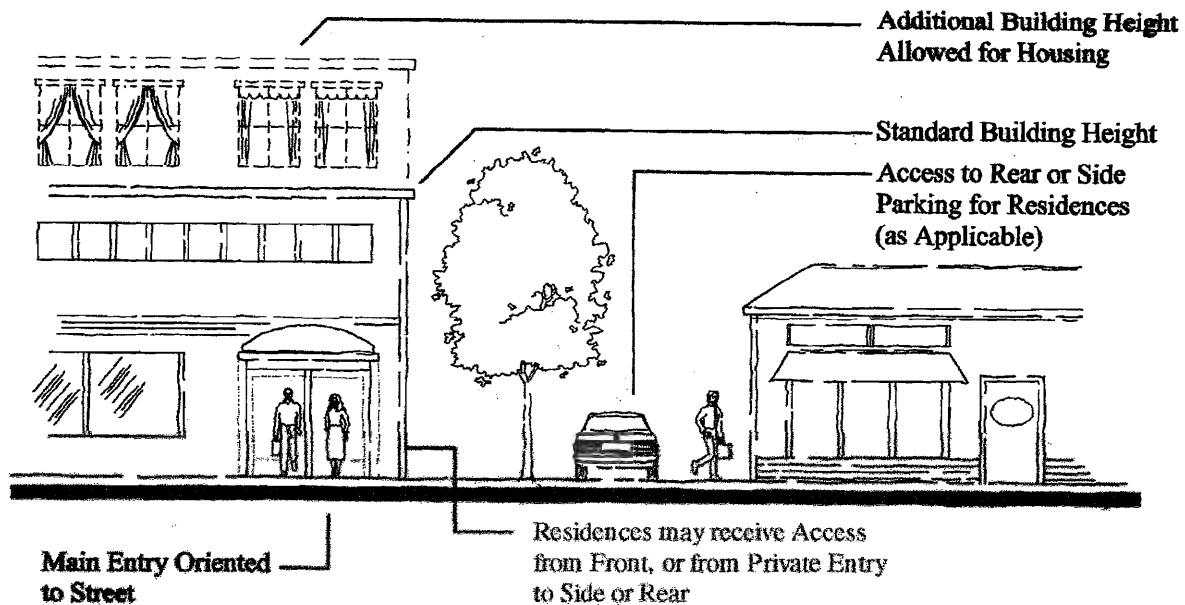 Additional Building Height
Allowed for Housing
Standard Building Height
Access to Rear or Side
Parking for Residences
(as Applicable)
Main Entry Oriented
to Street
Residences may receive Access
from Front, or from Private Entry
to Side or Rear